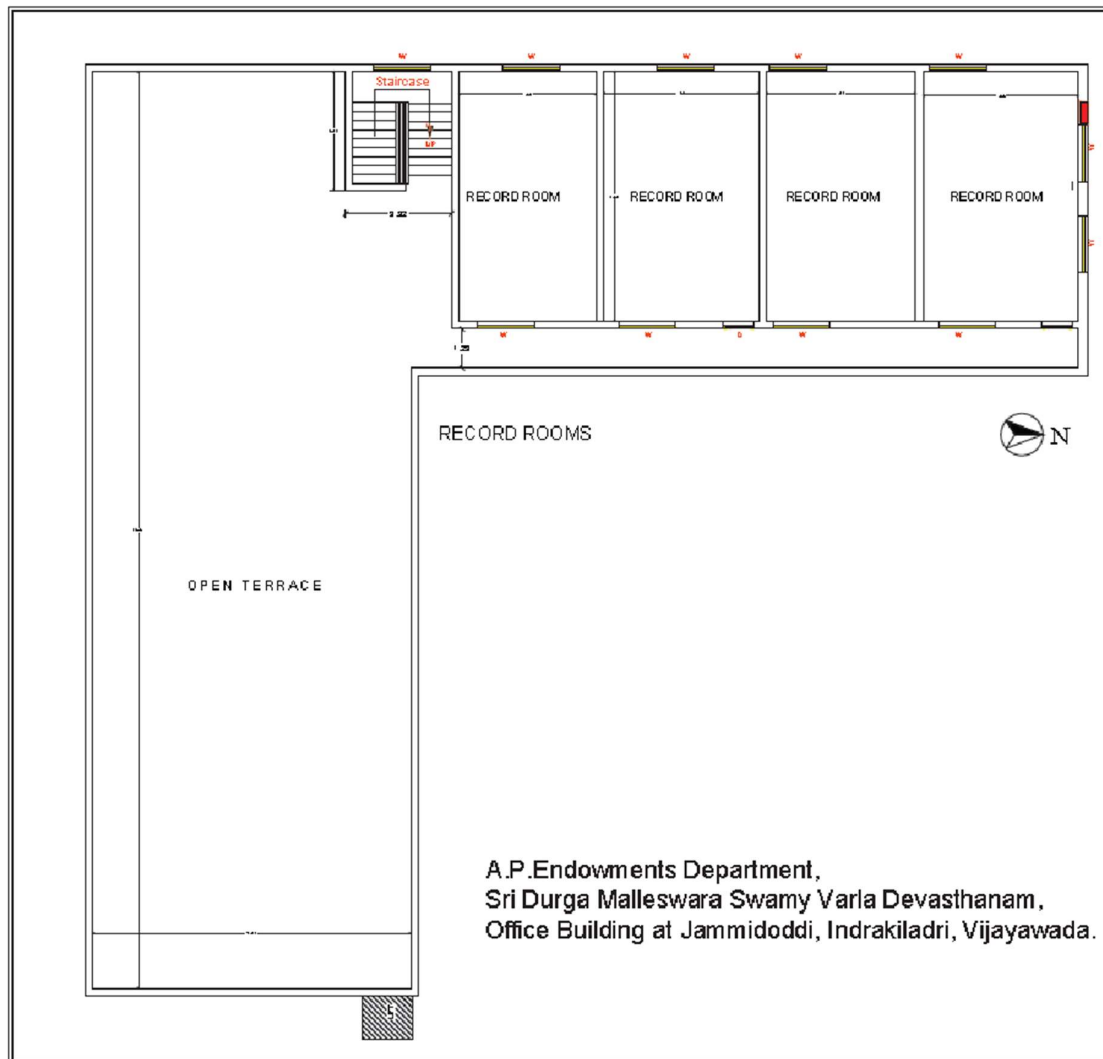 W W W W W
Staircase
UP
W
RECORD ROOM RECORD ROOM RECORD ROOM RECORD ROOM
W
W W D W W
RECORD ROOMS
N
OPEN TERRACE
A.P.Endowments Department,
Sri Durga Malleswara Swamy Varla Devasthanam,
Office Building at Jammidoddi, Indrakiladri, Vijayawada.